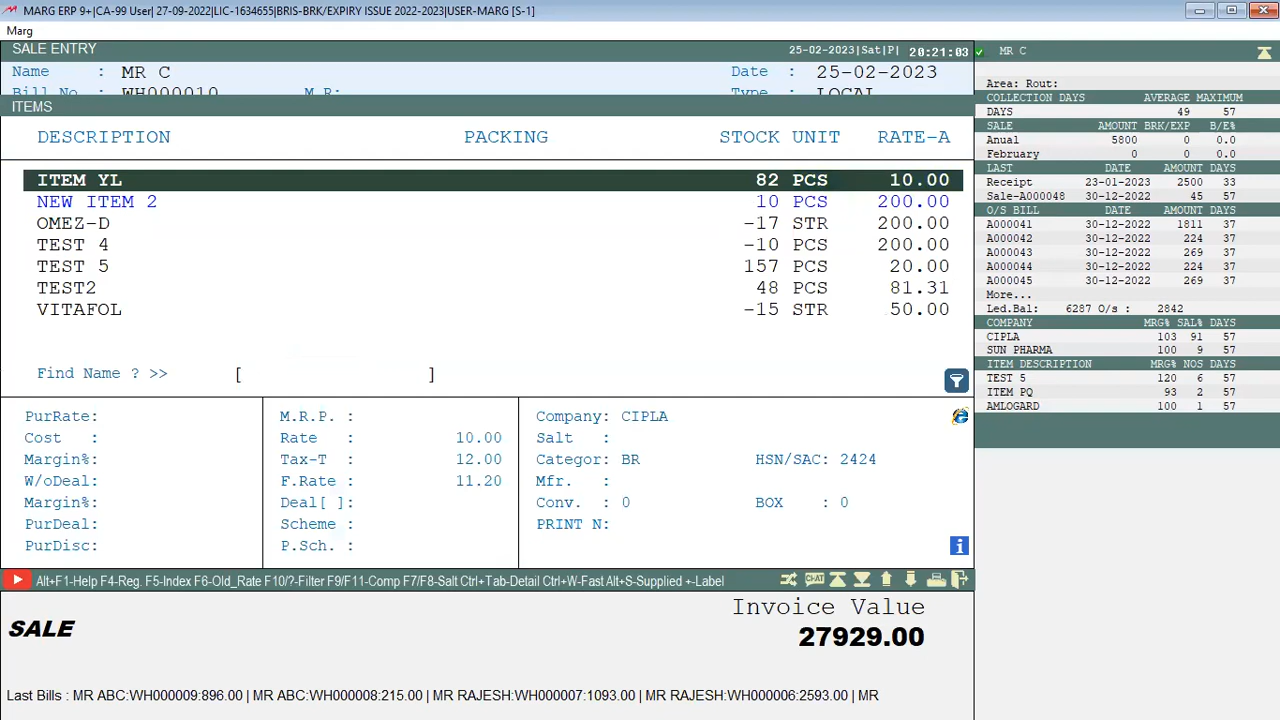 MARG ERP 9+|CA-99 User| 27-09-2022|LIC-1634655|BRIS-BRK/EXPIRY ISSUE 2022-2023|USER-MARG [S-1]
Marg
SALE ENTRY 25-02-2023|Sat|P| 20:21:03
Name : MR C Date : 25-02-2023
Bill No WH000010 M.R: Type : LOCAL
ITEMS
DESCRIPTION PACKING STOCK UNIT RATE-A
ITEM YL 82 PCS 10.00
NEW ITEM 2 10 PCS 200.00
OMEZ-D -17 STR 200.00
TEST 4 -10 PCS 200.00
TEST 5 157 PCS 20.00
TEST2 48 PCS 81.31
VITAFOL -15 STR 50.00
Find Name ? >> [ ]
PurRate:
Cost :
Margin%:
W/oDeal:
Margin%:
PurDeal:
PurDisc:
M.R.P. :
Rate : 10.00
Tax-T : 12.00
F.Rate : 11.20
Deal[ ]:
Scheme :
P.Sch. :
Company: CIPLA
Salt :
Categor: BR HSN/SAC: 2424
Mfr. :
Conv. : 0 BOX : 0
PRINT N:
Alt+F1-Help F4-Reg. F5-Index F6-Old_Rate F10/?-Filter F9/F11-Comp F7/F8-Salt Ctrl+Tab-Detail Ctrl+W-Fast Alt+S-Supplied +-Label
CHAT
Invoice Value
SALE 27929.00
Last Bills : MR ABC:WH000009:896.00 | MR ABC:WH000008:215.00 | MR RAJESH:WH000007:1093.00 | MR RAJESH:WH000006:2593.00 | MR
MR C
Area: Rout:
COLLECTION DAYS AVERAGE MAXIMUM
DAYS 49 57
SALE AMOUNT BRK/EXP B/E%
Anual 5800 0 0.0
February 0 0 0.0
LAST DATE AMOUNT DAYS
Receipt 23-01-2023 2500 33
Sale-A000048 30-12-2022 45 57
O/S BILL DATE AMOUNT DAYS
A000041 30-12-2022 1811 37
A000042 30-12-2022 224 37
A000043 30-12-2022 269 37
A000044 30-12-2022 224 37
A000045 30-12-2022 269 37
More...
Led.Bal: 6287 O/s : 2842
COMPANY MRG% SAL% DAYS
CIPLA 103 91 57
SUN PHARMA 100 9 57
ITEM DESCRIPTION MRG% NOS DAYS
TEST 5 120 6 57
ITEM PQ 93 2 57
AMLOGARD 100 1 57